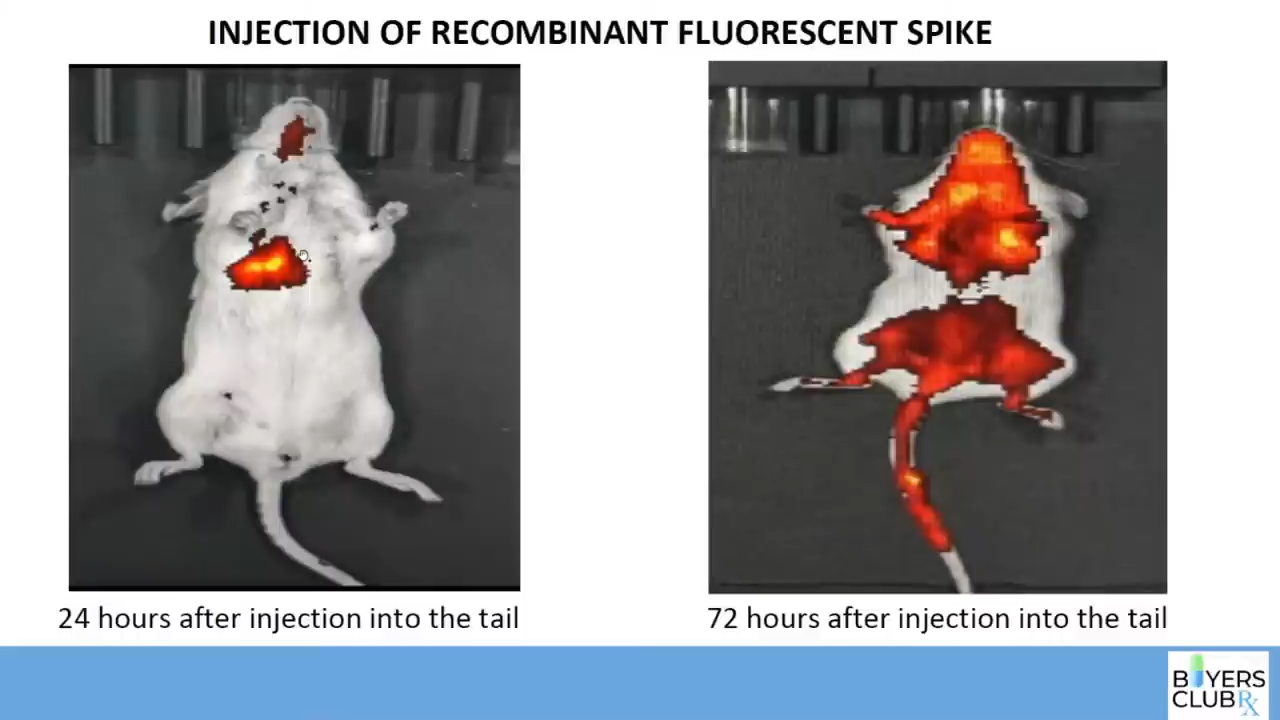 INJECTION OF RECOMBINANT FLUORESCENT SPIKE
24 hours after injection into the tail
72 hours after injection into the tail
BUYERS
CLUB Rx